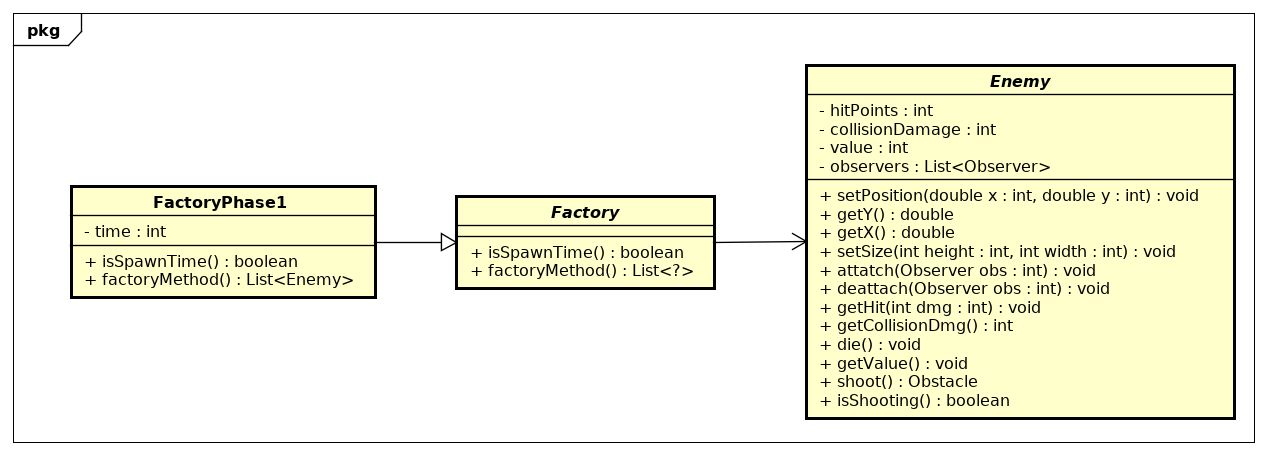 pkg
FactoryPhase1
- time : int
+ isSpawnTime() : boolean
+ factoryMethod() : List<Enemy>
Factory
+ isSpawnTime() : boolean
+ factoryMethod() : List<?>
Enemy
- hitPoints : int
- collisionDamage : int
- value : int
- observers : List<Observer>
+ setPosition(double x : int, double y : int) : void
+ getY() : double
+ getX() : double
+ setSize(int height : int, int width : int) : void
+ attatch(Observer obs : int) : void
+ deattach(Observer obs : int) : void
+ getHit(int dmg : int) : void
+ getCollisionDmg() : int
+ die() : void
+ getValue() : void
+ shoot() : Obstacle
+ isShooting() : boolean